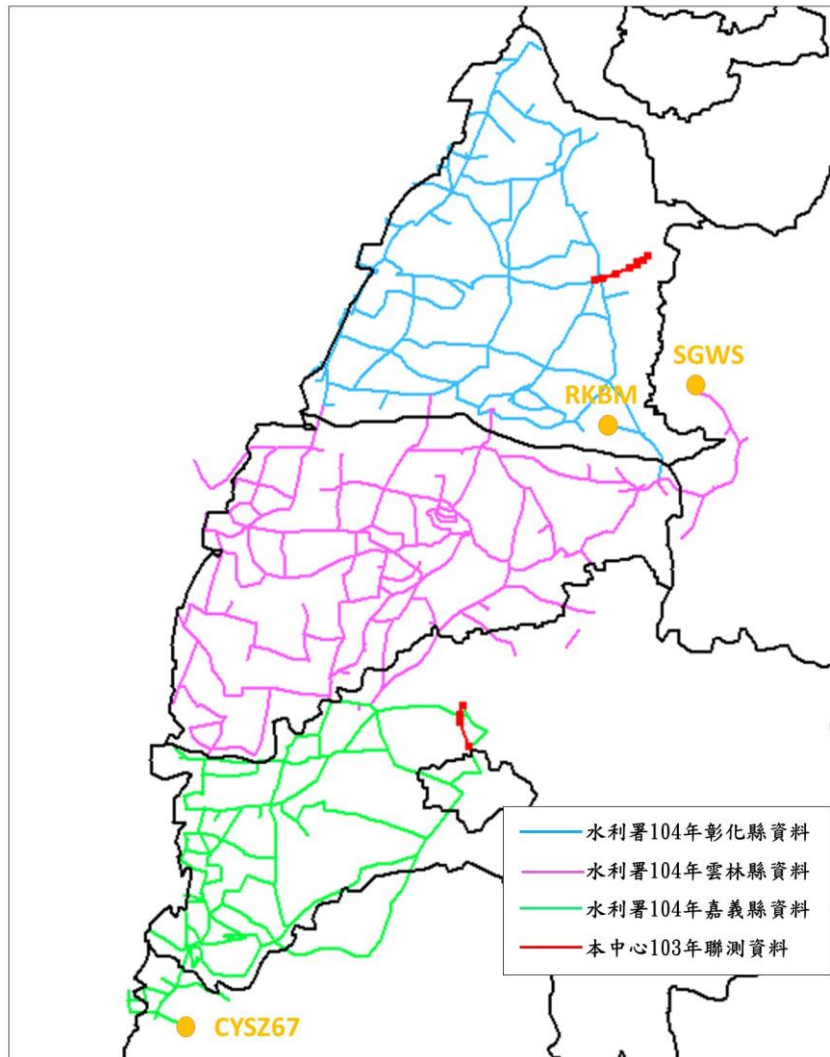 SGWS
RKBM
水利署104年彰化縣資料
水利署104年雲林縣資料
水利署104年嘉義縣資料
本中心103年聯測資料
CYSZ67